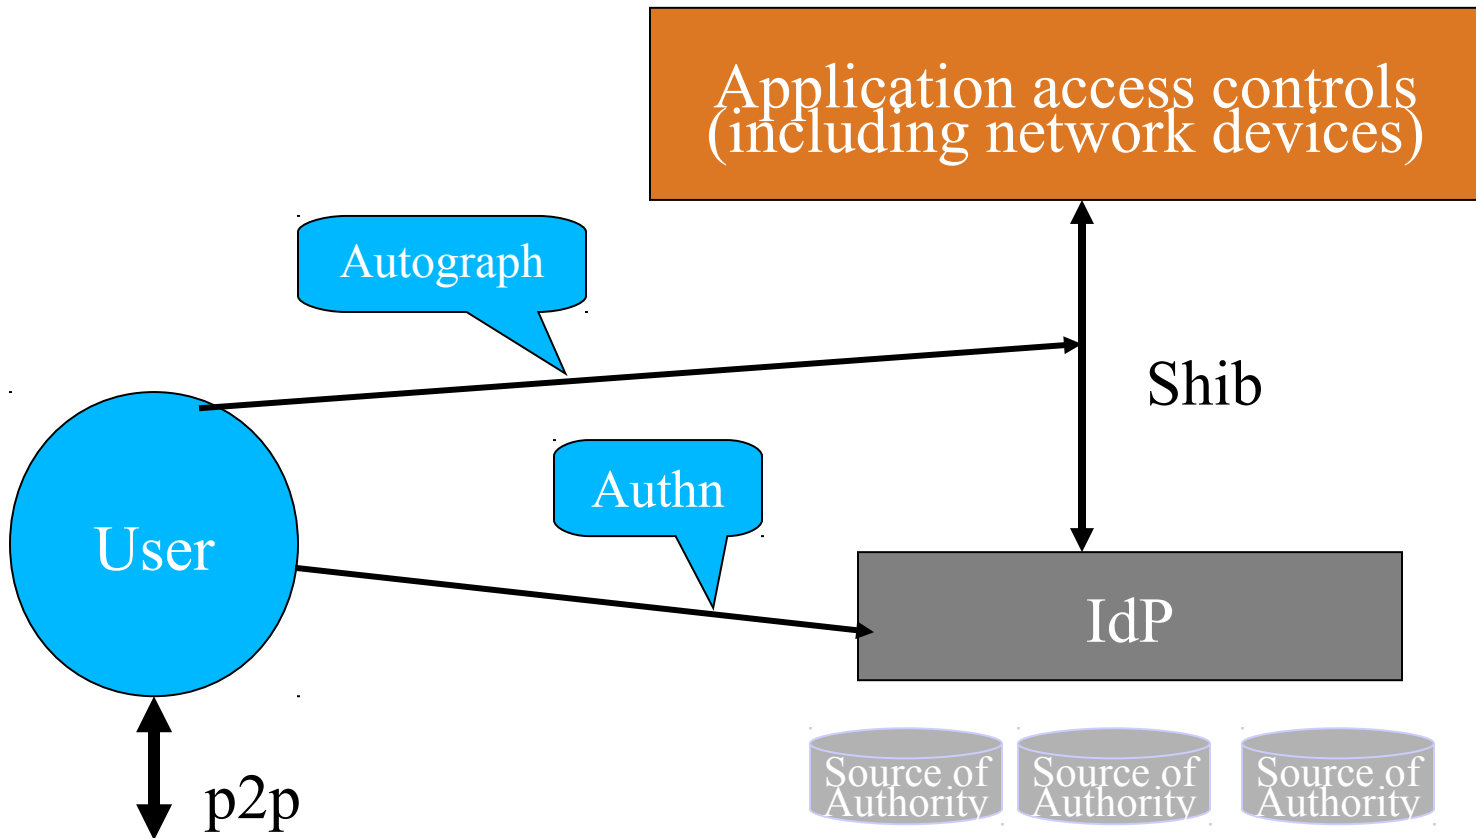 Application access controls
(including network devices)
Autograph
Shib
Authn
User
IdP
p2p
Source of
Authority
Source of
Authority
Source of
Authority